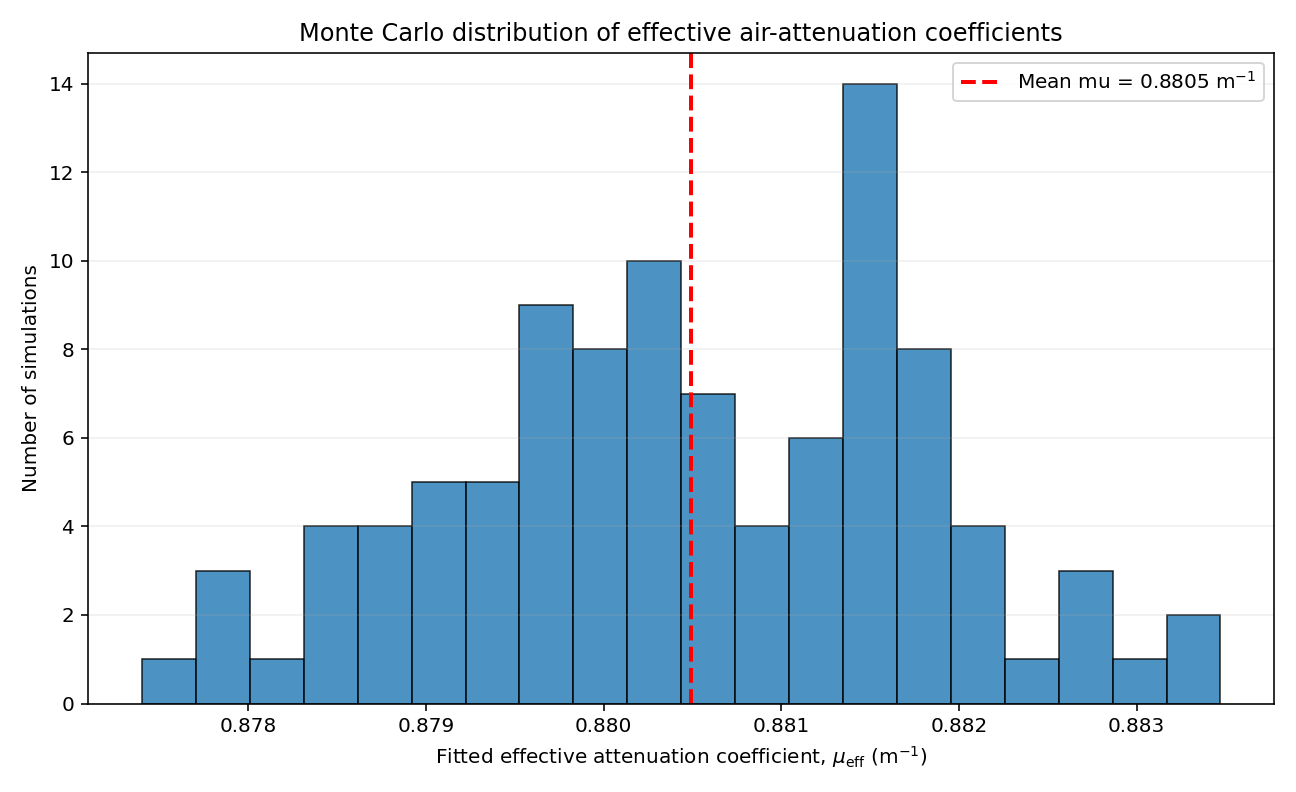 Monte Carlo distribution of effective air-attenuation coefficients
Mean mu = 0.8805 m⁻¹
14
12
10
8
6
4
2
0
Number of simulations
0.878 0.879 0.880 0.881 0.882 0.883
Fitted effective attenuation coefficient, μeff (m⁻¹)